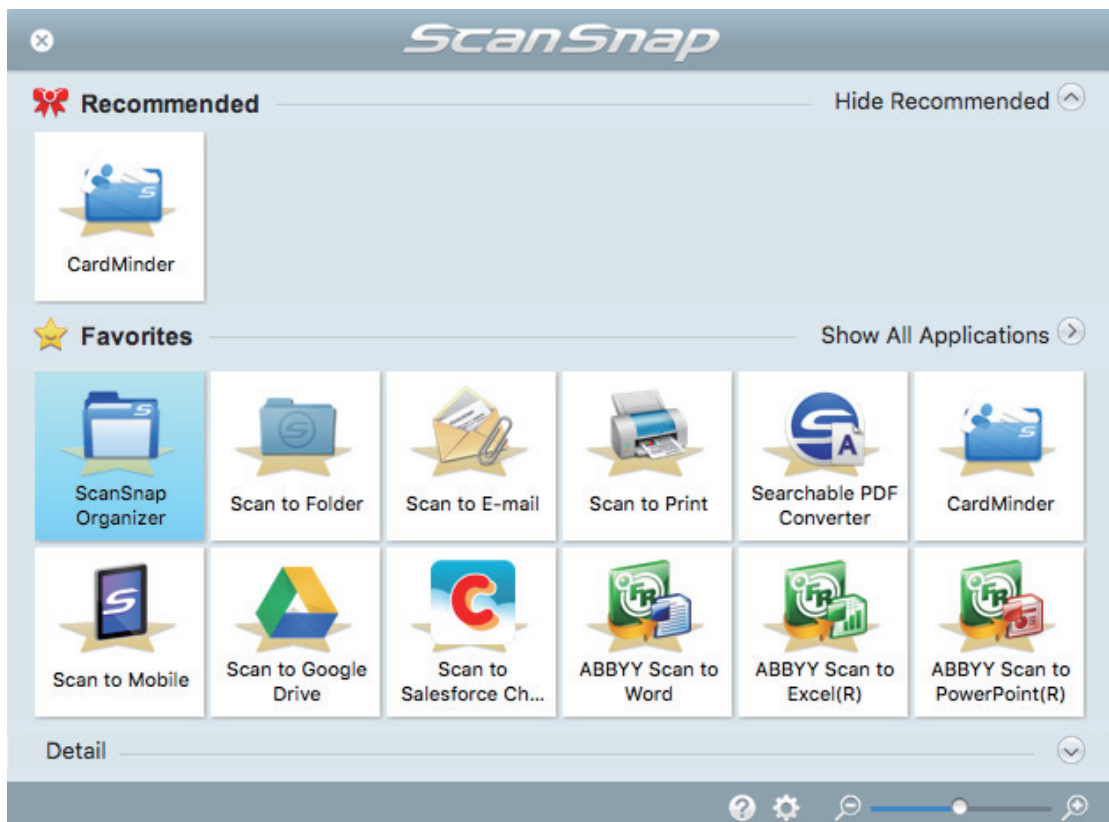 ScanSnap
Recommended
Hide Recommended
CardMinder
Favorites
Show All Applications
ScanSnap
Organizer
Scan to Folder
Scan to E-mail
Scan to Print
Searchable PDF
Converter
CardMinder
Scan to Mobile
Scan to Google
Drive
Scan to
Salesforce Ch...
ABBYY Scan to
Word
ABBYY Scan to
Excel(R)
ABBYY Scan to
PowerPoint(R)
Detail